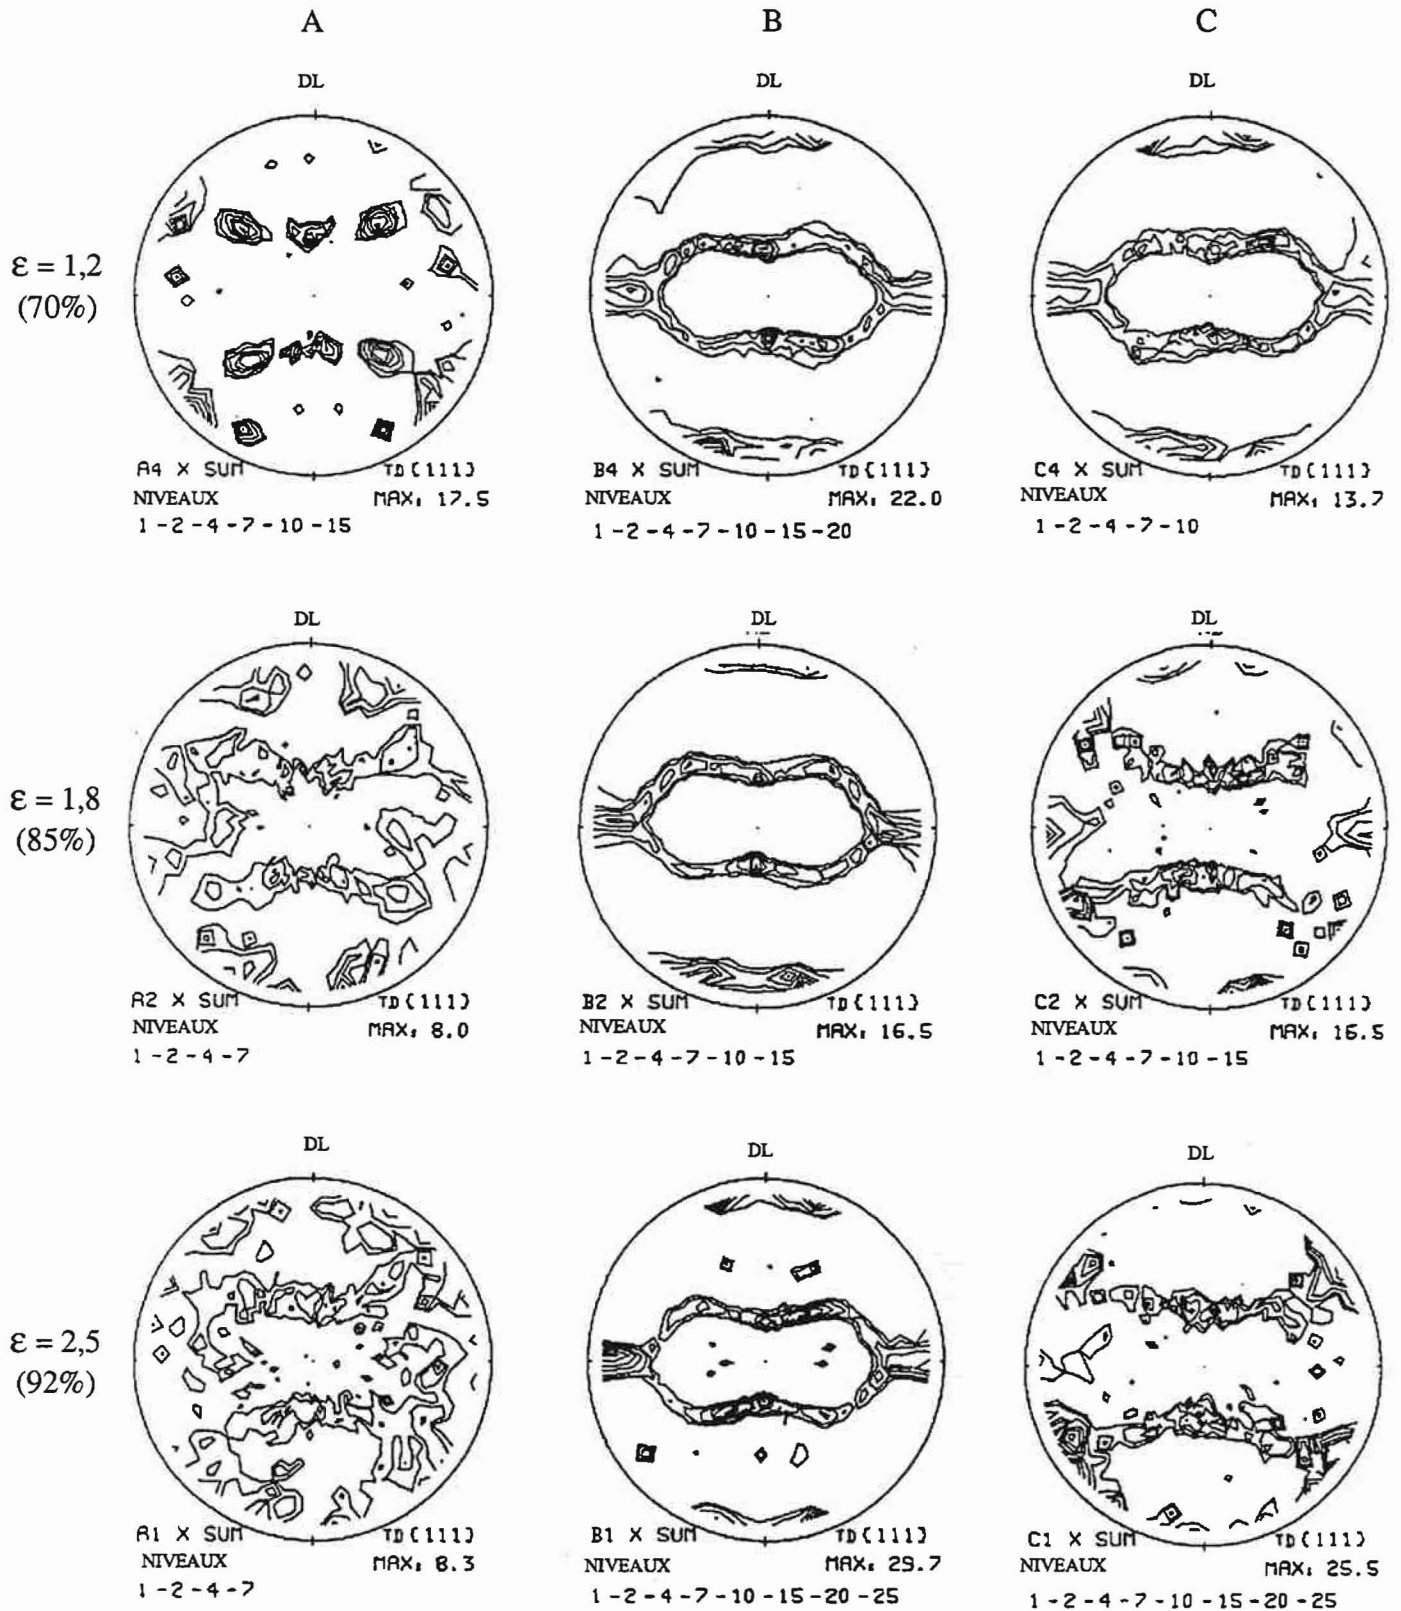 A B C
DL DL DL
ε = 1,2
(70%)
A4 X SUM TD{111} B4 X SUM TD{111} C4 X SUM TD{111}
NIVEAUX MAX: 17.5 NIVEAUX MAX: 22.0 NIVEAUX MAX: 13.7
1-2-4-7-10-15 1-2-4-7-10-15-20 1-2-4-7-10
DL DL DL
ε = 1,8
(85%)
A2 X SUM TD{111} B2 X SUM TD{111} C2 X SUM TD{111}
NIVEAUX MAX: 8.0 NIVEAUX MAX: 16.5 NIVEAUX MAX: 16.5
1-2-4-7 1-2-4-7-10-15 1-2-4-7-10-15
DL DL DL
ε = 2,5
(92%)
A1 X SUM TD{111} B1 X SUM TD{111} C1 X SUM TD{111}
NIVEAUX MAX: 8.3 NIVEAUX MAX: 29.7 NIVEAUX MAX: 25.5
1-2-4-7 1-2-4-7-10-15-20-25 1-2-4-7-10-15-20-25